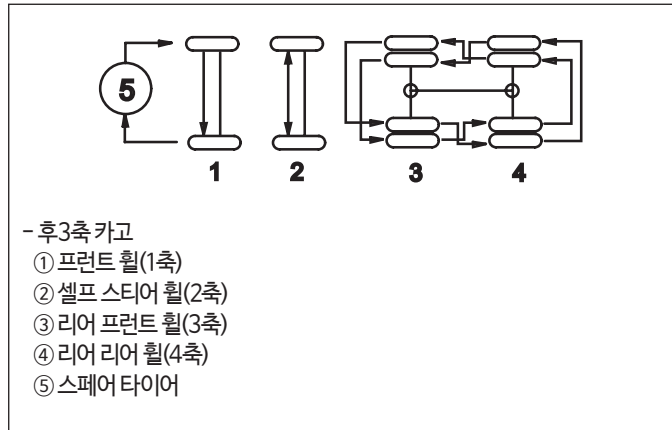 5
1 2 3 4
- 후3축 카고
① 프런트 휠(1축)
② 셀프 스티어 휠(2축)
③ 리어 프런트 휠(3축)
④ 리어 리어 휠(4축)
⑤ 스페어 타이어